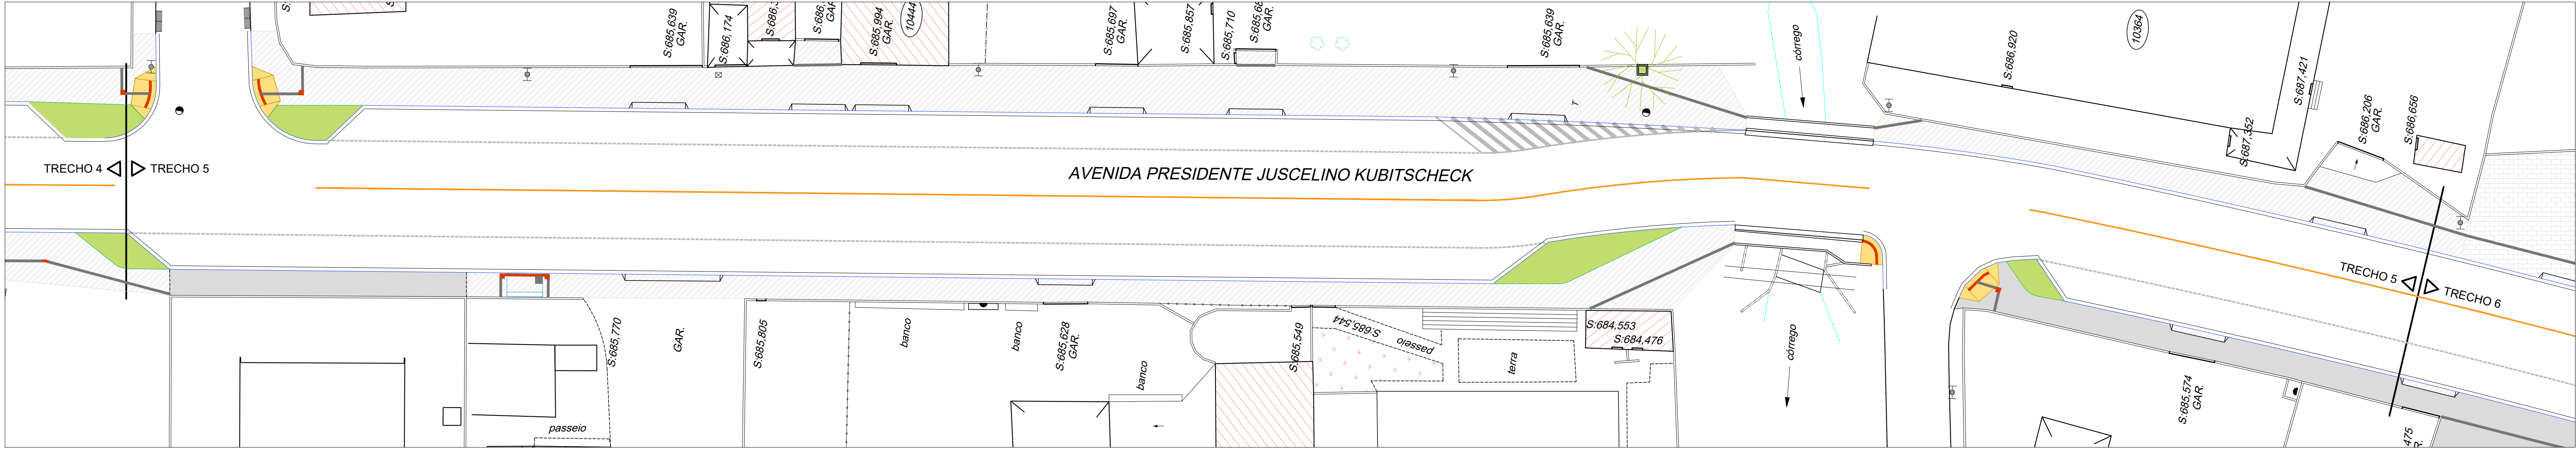 S:685,639
GAR.
S:686,174
S:685,994
GAR.
10444
S:685,697
GAR.
S:685,857
S:685,710
GAR.
S:685,639
GAR.
córrego
10364
S:686,920
S:687,421
S:687,352
S:686,206
GAR.
S:686,656
T
TRECHO 4
TRECHO 5
AVENIDA PRESIDENTE JUSCELINO KUBITSCHECK
TRECHO 5
TRECHO 6
S:685,770
GAR.
S:685,805
banco
banco
S:685,628
GAR.
banco
S:685,549
S:685,544
passeio
terra
S:684,553
S:684,476
córrego
S:685,574
GAR.
passeio